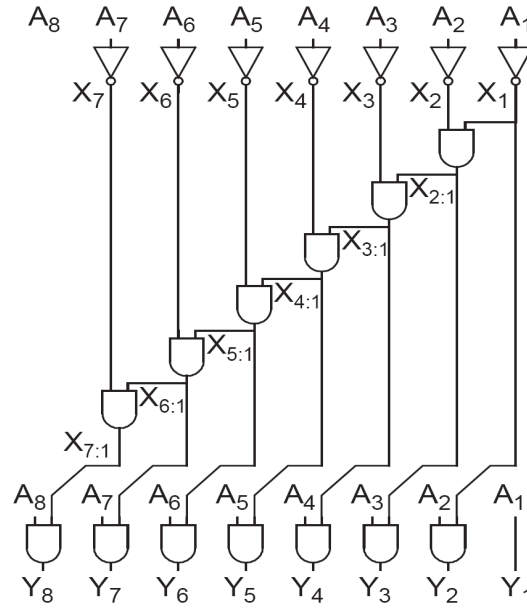 A₈ A₇ A₆ A₅ A₄ A₃ A₂ A₁
X₇ X₆ X₅ X₄ X₃ X₂ X₁
X₂:₁
X₃:₁
X₄:₁
X₅:₁
X₆:₁
X₇:₁
A₈ A₇ A₆ A₅ A₄ A₃ A₂ A₁
Y₈ Y₇ Y₆ Y₅ Y₄ Y₃ Y₂ Y₁